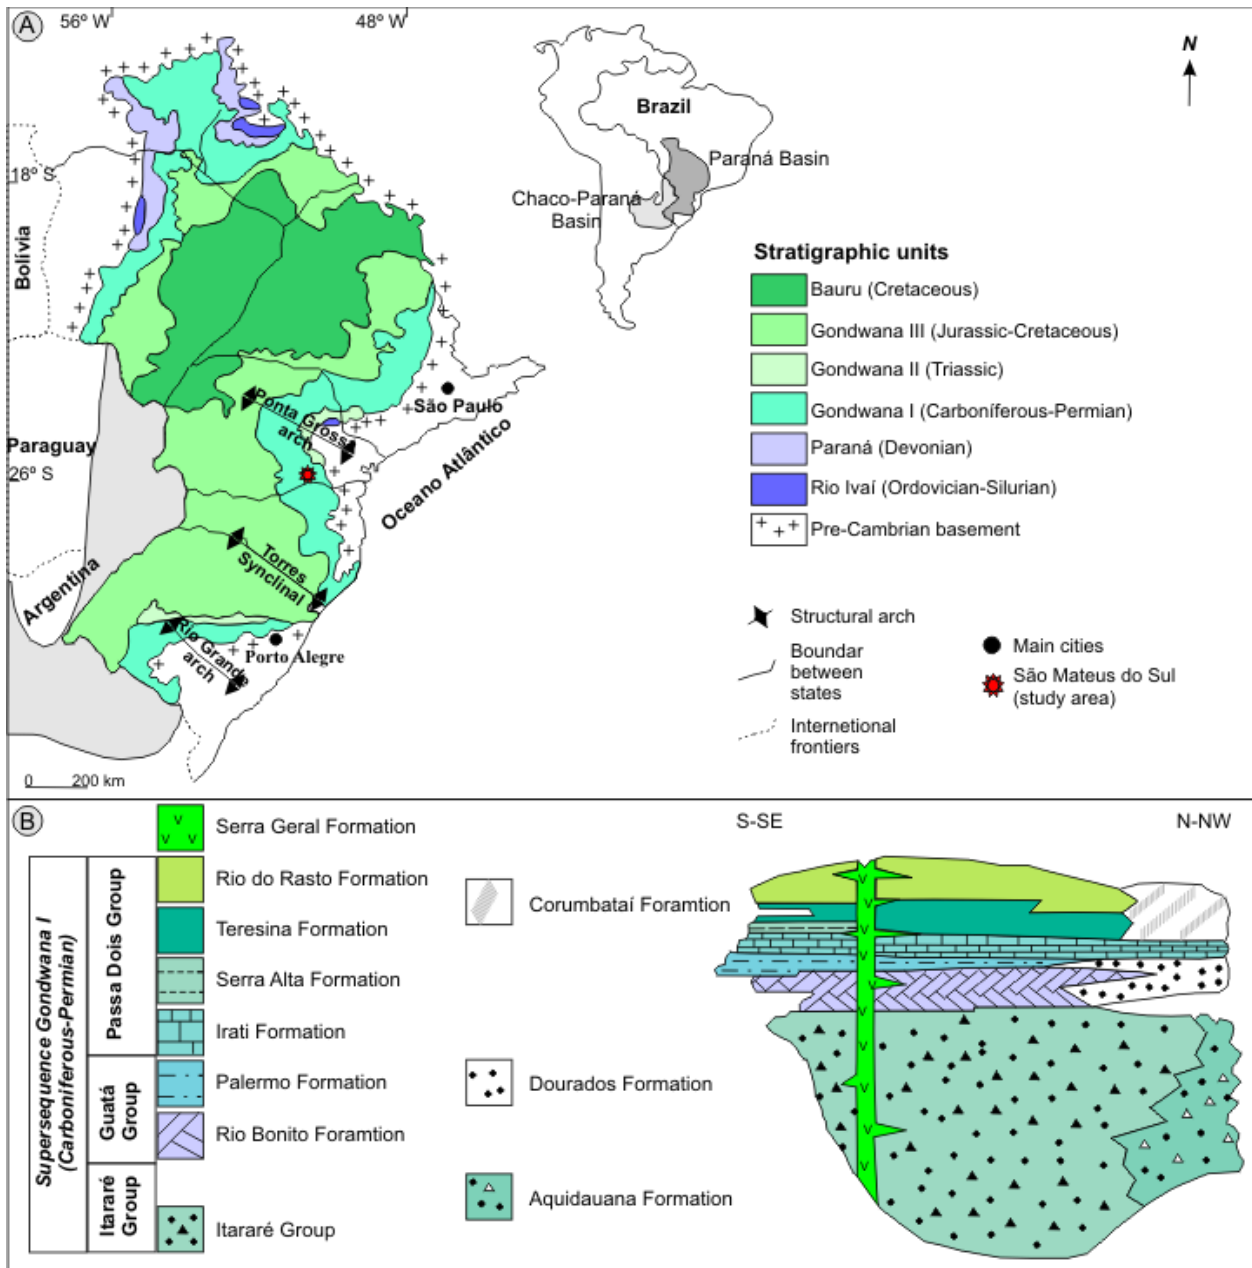 A
56º W
48º W
N
Brazil
Paraná Basin
Chaco-Paraná
Basin
18º S
Bolívia
Stratigraphic units
Bauru (Cretaceous)
Gondwana III (Jurassic-Cretaceous)
Gondwana II (Triassic)
Gondwana I (Carboníferous-Permian)
Paraná (Devonian)
Rio Ivaí (Ordovician-Silurian)
Pre-Cambrian basement
São Paulo
Ponta Grossa
arch
Oceano Atlântico
Paraguay
26º S
Argentina
Torres
Synclinal
Rio Grande
arch
Porto Alegre
Structural arch
Boundar
between
states
Internetional
frontiers
Main cities
São Mateus do Sul
(study area)
0 200 km
B
Supersequence Gondwana I
(Carboniferous-Permian)
Passa Dois Group
Guatá
Group
Itararé
Group
Serra Geral Formation
Rio do Rasto Formation
Teresina Formation
Serra Alta Formation
Irati Formation
Palermo Formation
Rio Bonito Foramtion
Itararé Group
Corumbataí Foramtion
Dourados Formation
Aquidauana Formation
S-SE
N-NW